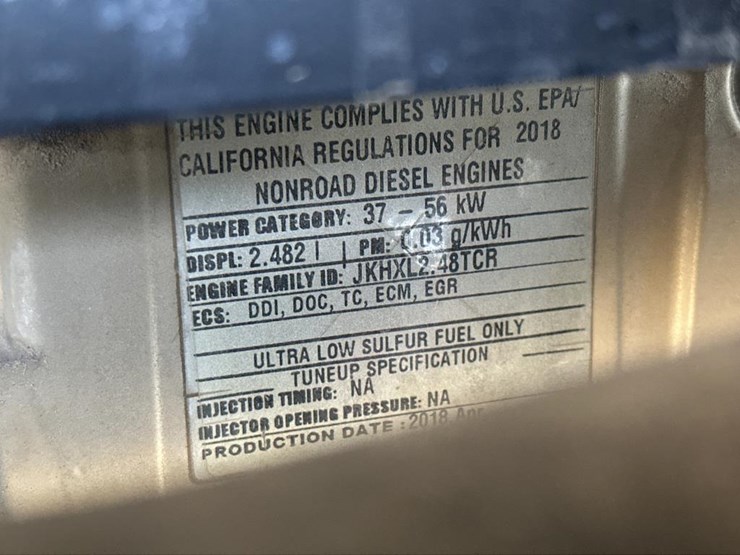 THIS ENGINE COMPLIES WITH U.S. EPA/
CALIFORNIA REGULATIONS FOR 2018
NONROAD DIESEL ENGINES
POWER CATEGORY: 37 – 56 kW
DISPL: 2.482 l PM: 0.03 g/kWh
ENGINE FAMILY ID: JKHXL2.48TCR
ECS: DDI, DOC, TC, ECM, EGR
ULTRA LOW SULFUR FUEL ONLY
TUNEUP SPECIFICATION
INJECTION TIMING: NA
INJECTOR OPENING PRESSURE: NA
PRODUCTION DATE : 2018 Apr